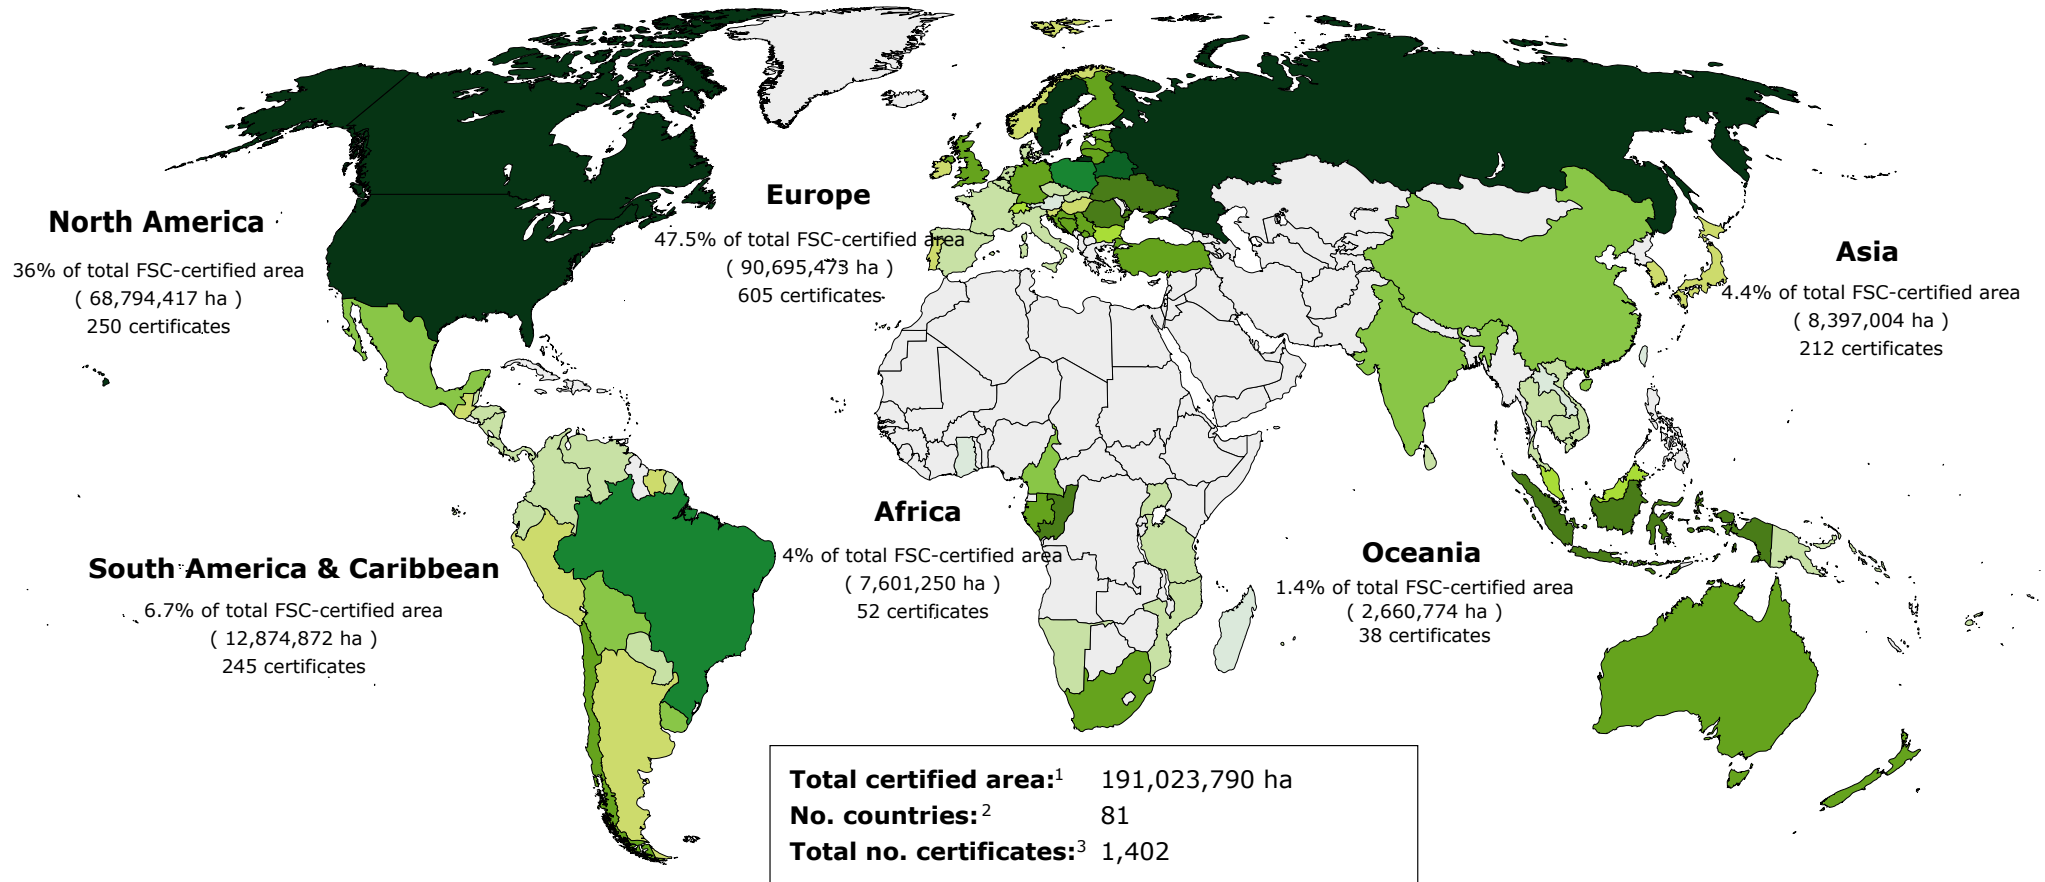 North America
36% of total FSC-certified area
( 68,794,417 ha )
250 certificates
Europe
47.5% of total FSC-certified area
( 90,695,473 ha )
605 certificates
Asia
4.4% of total FSC-certified area
( 8,397,004 ha )
212 certificates
South America & Caribbean
6.7% of total FSC-certified area
( 12,874,872 ha )
245 certificates
Africa
4% of total FSC-certified area
( 7,601,250 ha )
52 certificates
Oceania
1.4% of total FSC-certified area
( 2,660,774 ha )
38 certificates
Total certified area:1 191,023,790 ha
No. countries:2 81
Total no. certificates:3 1,402